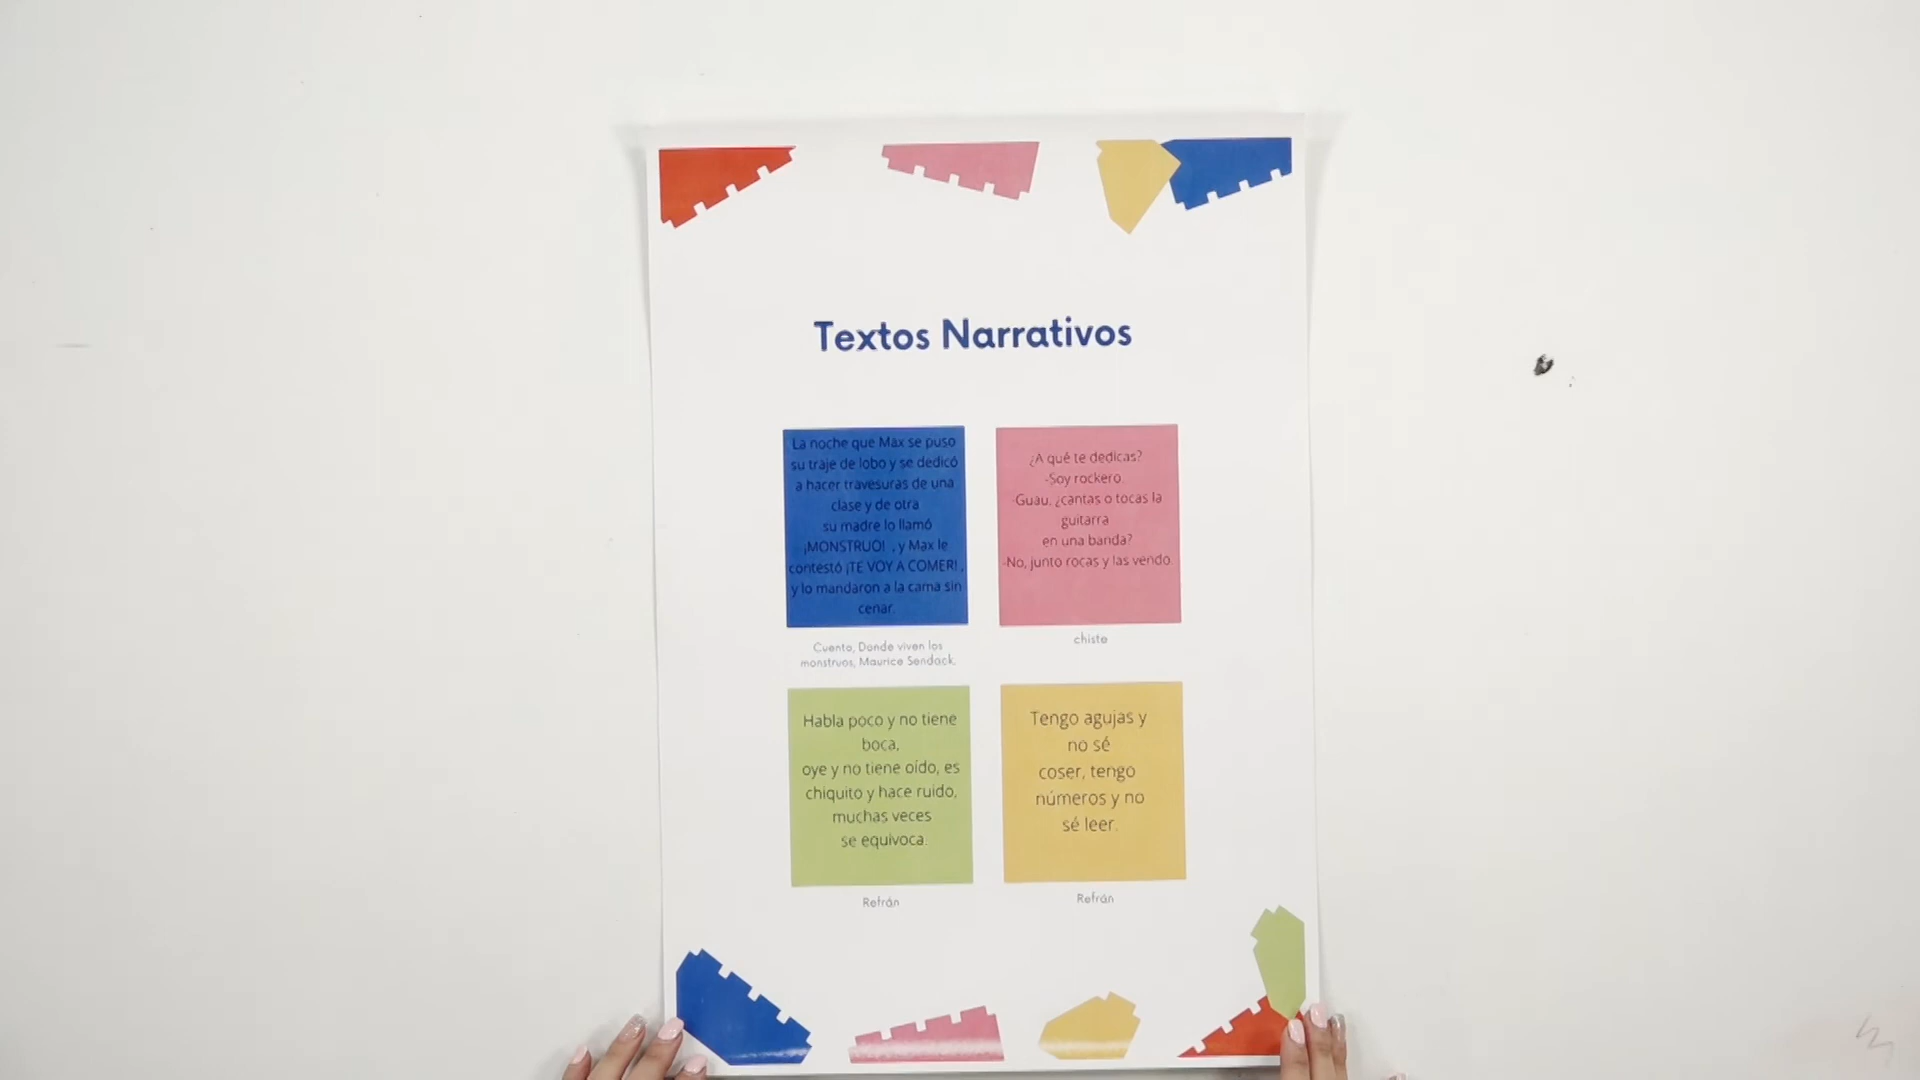 Textos Narrativos
La noche que Max se puso
su traje de lobo y se dedicó
a hacer travesuras de una
clase y de otra
su madre lo llamó
¡MONSTRUO! , y Max le
contestó ¡TE VOY A COMER! ,
y lo mandaron a la cama sin
cenar.
Cuento, Donde viven los
monstruos, Maurice Sendack.
¿A qué te dedicas?
-Soy rockero.
-Guau, ¿cantas o tocas la
guitarra
en una banda?
-No, junto rocas y las vendo.
chiste
Habla poco y no tiene
boca,
oye y no tiene oído, es
chiquito y hace ruido,
muchas veces
se equivoca.
Refrán
Tengo agujas y
no sé
coser, tengo
números y no
sé leer.
Refrán